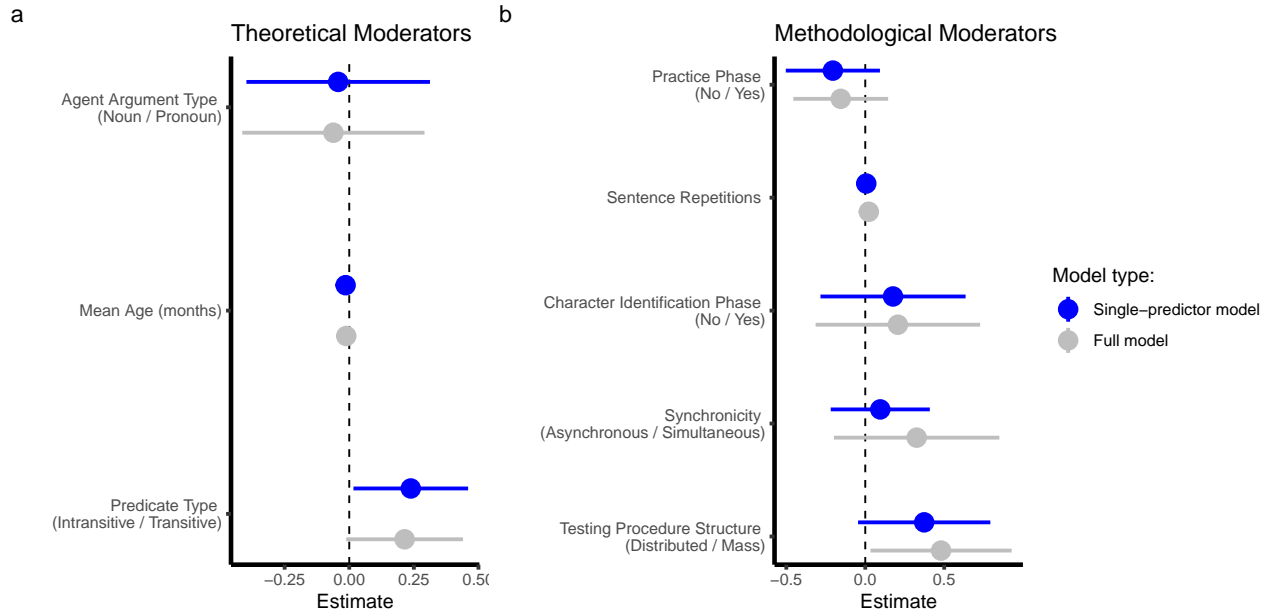 a
Theoretical Moderators
Agent Argument Type
(Noun / Pronoun)
Mean Age (months)
Predicate Type
(Intransitive / Transitive)
−0.25
0.00
0.25
0.50
Estimate
b
Methodological Moderators
Practice Phase
(No / Yes)
Sentence Repetitions
Character Identification Phase
(No / Yes)
Synchronicity
(Asynchronous / Simultaneous)
Testing Procedure Structure
(Distributed / Mass)
−0.5
0.0
0.5
Estimate
Model type:
Single−predictor model
Full model